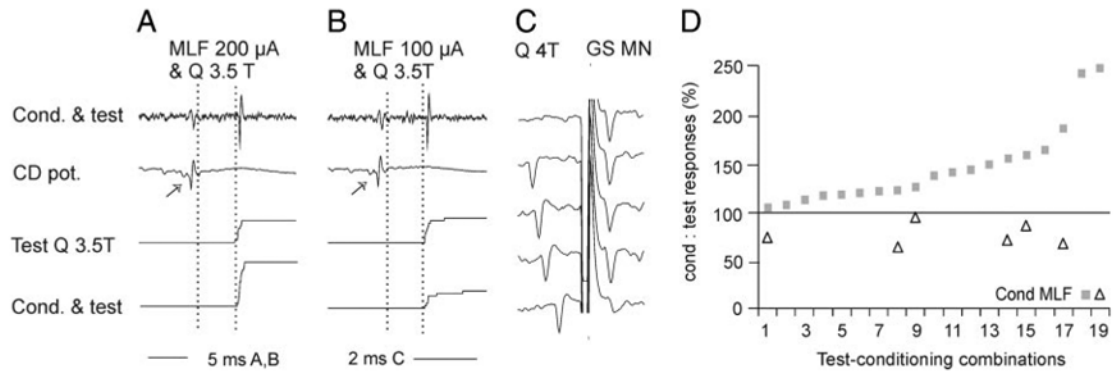 A
B
C
D
MLF 200 µA
& Q 3.5 T
MLF 100 µA
& Q 3.5T
Q 4T
GS MN
Cond. & test
CD pot.
Test Q 3.5T
Cond. & test
5 ms A,B
2 ms C
cond : test responses (%)
250
200
150
100
50
0
Cond MLF
1 3 5 7 9 11 13 15 17 19
Test-conditioning combinations